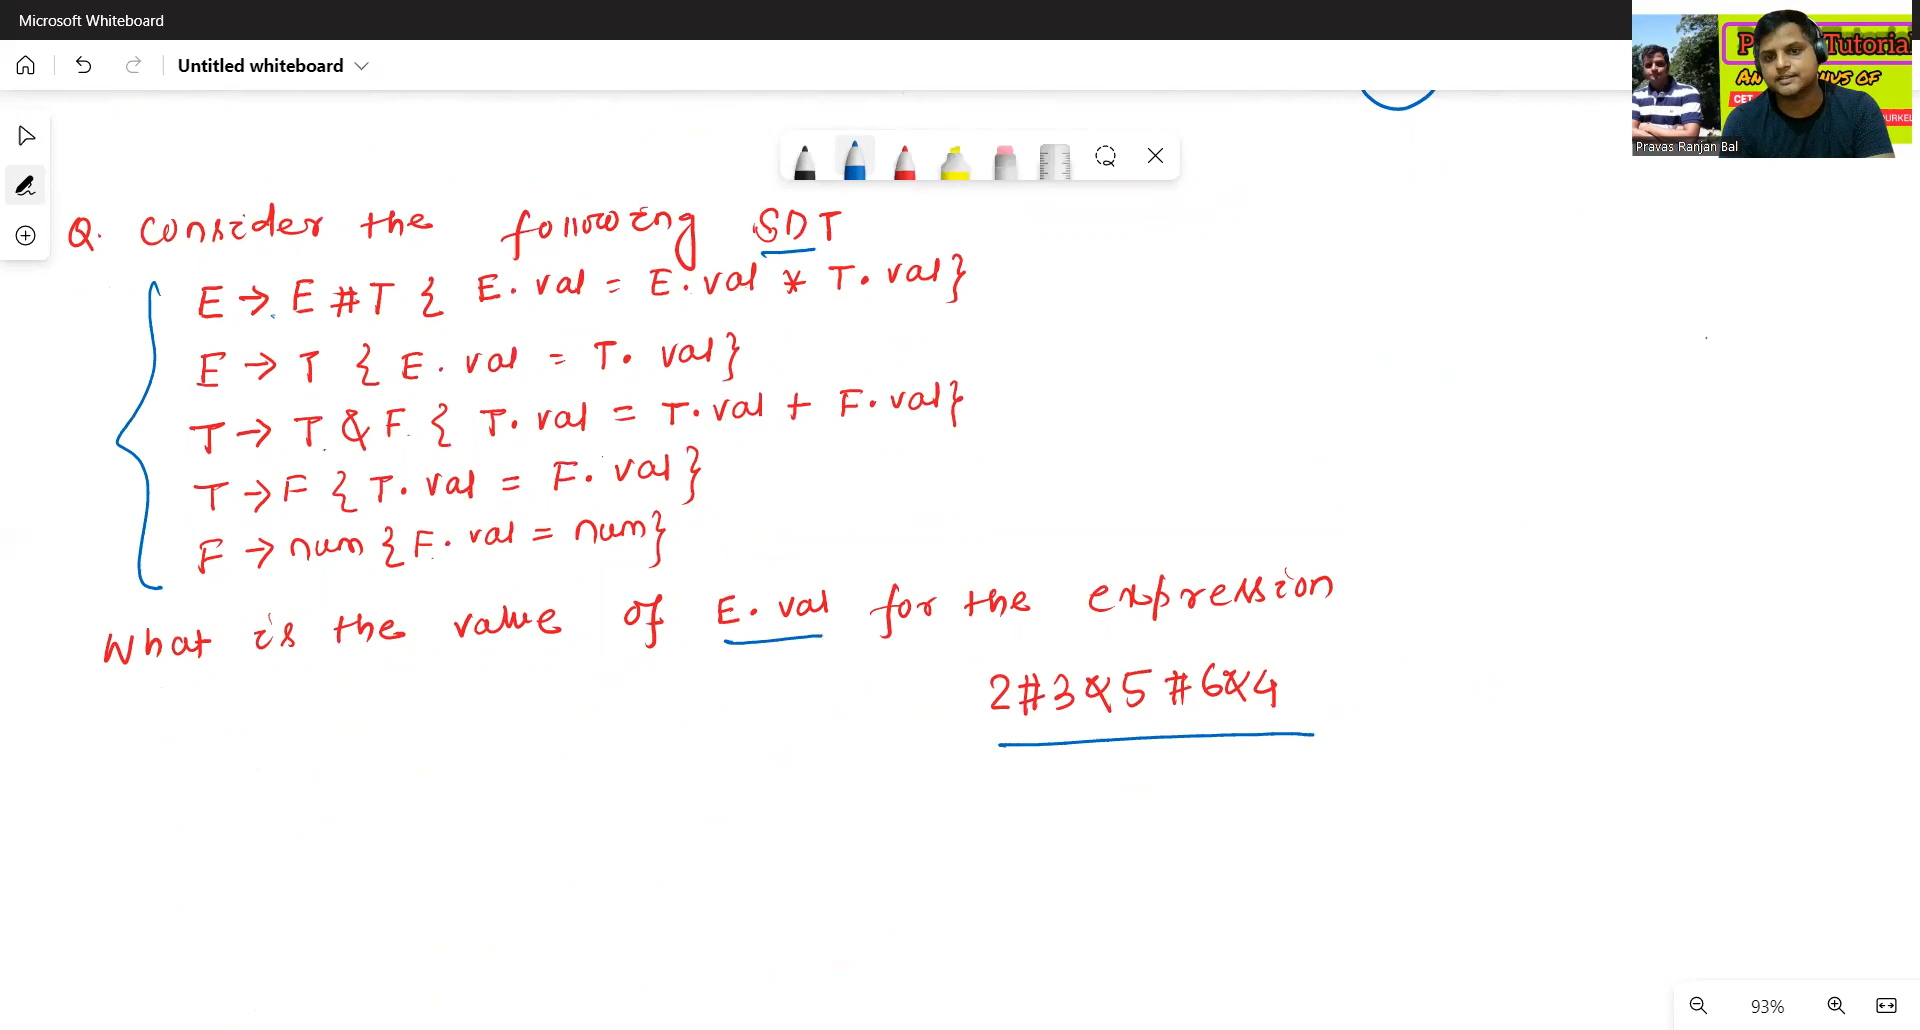 Microsoft Whiteboard
Untitled whiteboard
Tutorial
OF
CET
Pravas Ranjan Bal
Q. Consider the following SDT
E → E # T { E. val = E. val * T. val}
E → T { E. val = T. val}
T → T & F { T. val = T. val + F. val}
T → F { T. val = F. val}
F → num { F. val = num}
What is the value of E. val for the expression
2 # 3 & 5 # 6 & 4
93%